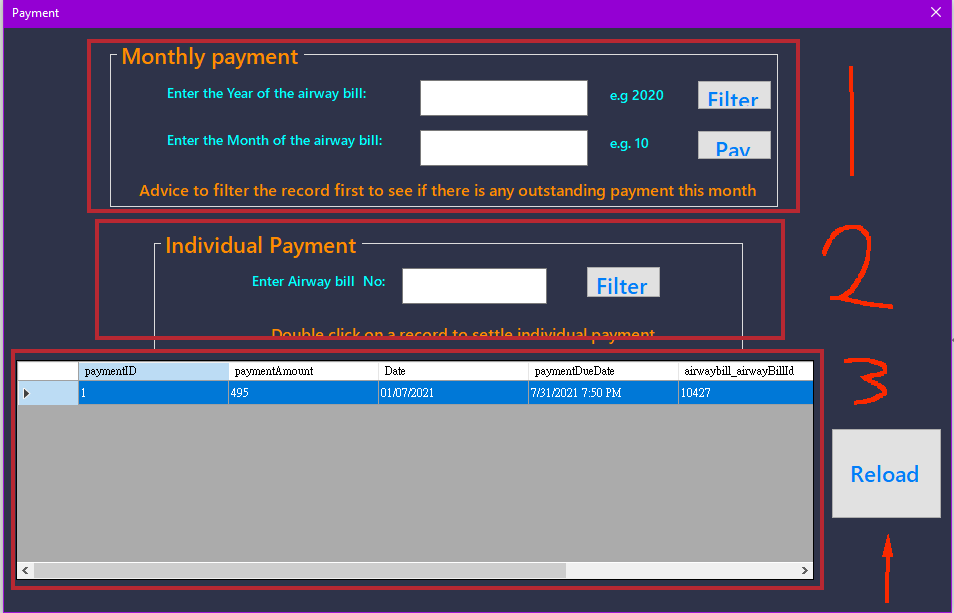 Payment
Monthly payment
Enter the Year of the airway bill:
e.g 2020
Filter
Enter the Month of the airway bill:
e.g. 10
Pay
Advice to filter the record first to see if there is any outstanding payment this month
1
Individual Payment
Enter Airway bill No:
Filter
Double click on a record to settle individual payment
2
paymentID paymentAmount Date paymentDueDate airwaybill_airwayBillId
1 495 01/07/2021 7/31/2021 7:50 PM 10427
3
Reload